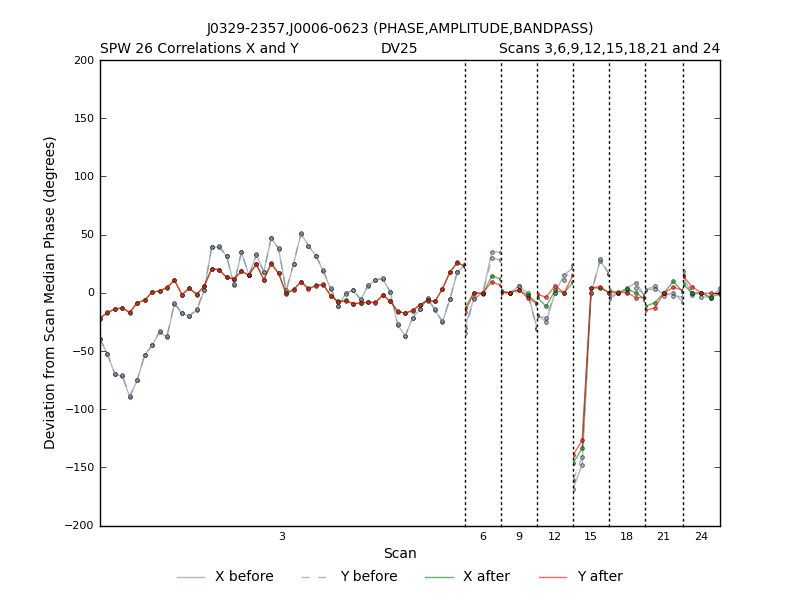 J0329-2357,J0006-0623 (PHASE,AMPLITUDE,BANDPASS)
SPW 26 Correlations X and Y DV25 Scans 3,6,9,12,15,18,21 and 24
Deviation from Scan Median Phase (degrees)
200
150
100
50
0
−50
−100
−150
−200
3 6 9 12 15 18 21 24
Scan
X before Y before X after Y after